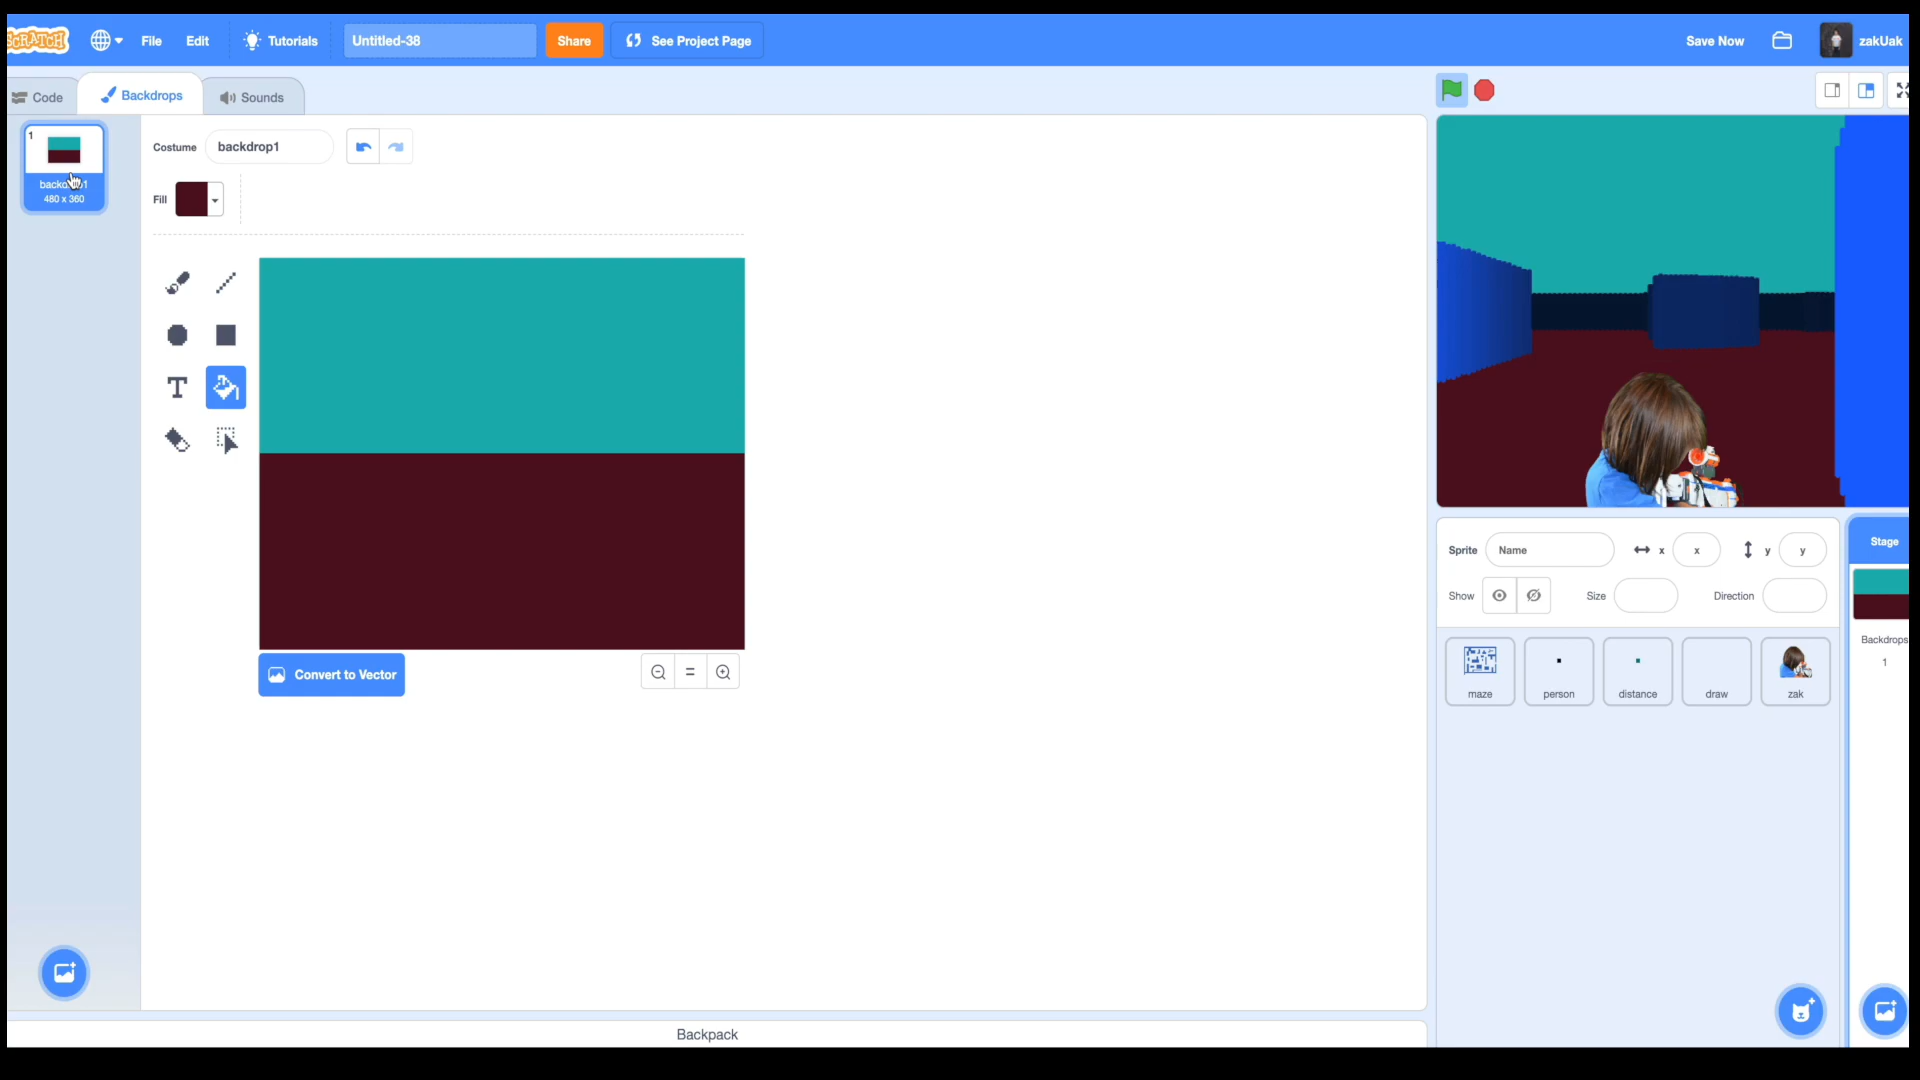 SCRATCH
File
Edit
Tutorials
Untitled-38
Share
See Project Page
Save Now
zakUak
Code
Backdrops
Sounds
1
480 x 360
Costume
backdrop1
Fill
T
Convert to Vector
Backpack
Sprite
Name
x
x
y
y
Show
Size
Direction
maze
person
distance
draw
zak
Stage
Backdrops
1